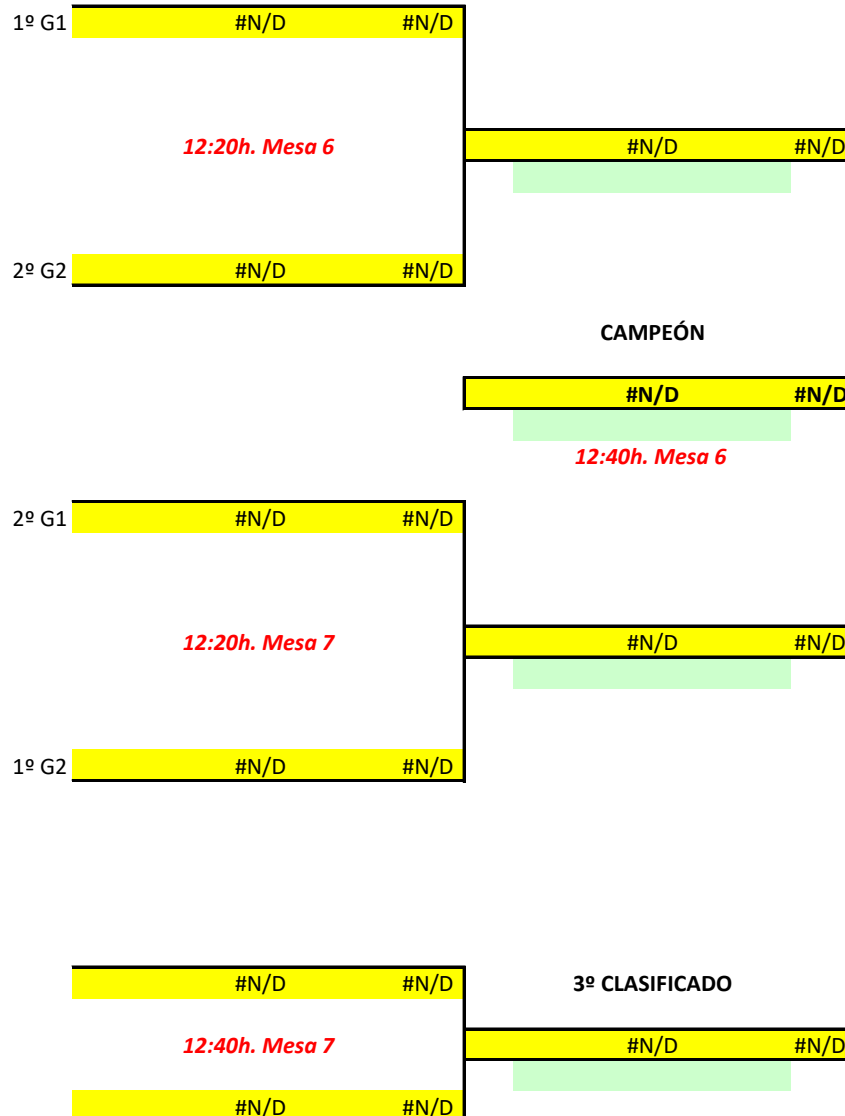 1º G1 #N/D #N/D
12:20h. Mesa 6 #N/D #N/D
2º G2 #N/D #N/D
CAMPEÓN
#N/D #N/D
12:40h. Mesa 6
2º G1 #N/D #N/D
12:20h. Mesa 7 #N/D #N/D
1º G2 #N/D #N/D
#N/D #N/D 3º CLASIFICADO
12:40h. Mesa 7 #N/D #N/D
#N/D #N/D